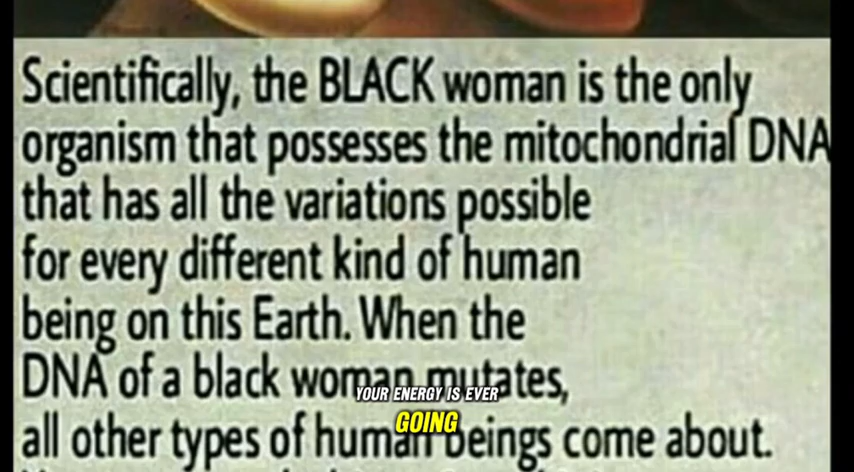 Scientifically, the BLACK woman is the only
organism that possesses the mitochondrial DNA
that has all the variations possible
for every different kind of human
being on this Earth. When the
DNA of a black woman mutates,
YOUR ENERGY IS EVER
GOING
all other types of human beings come about.